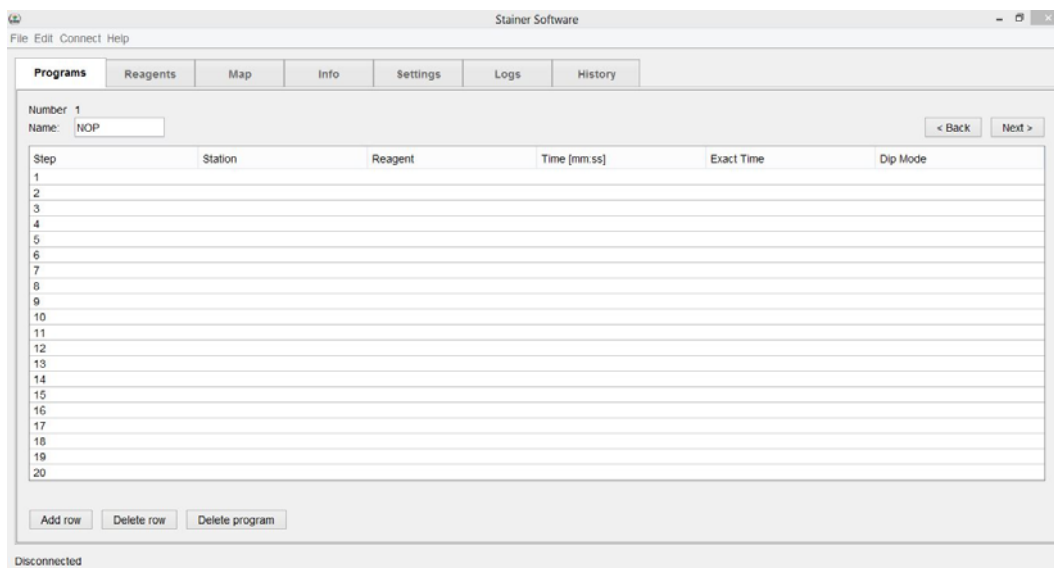 Stainer Software
File Edit Connect Help
Programs Reagents Map Info Settings Logs History
Number 1
Name: NOP < Back Next >
Step Station Reagent Time [mm:ss] Exact Time Dip Mode
1
2
3
4
5
6
7
8
9
10
11
12
13
14
15
16
17
18
19
20
Add row Delete row Delete program
Disconnected